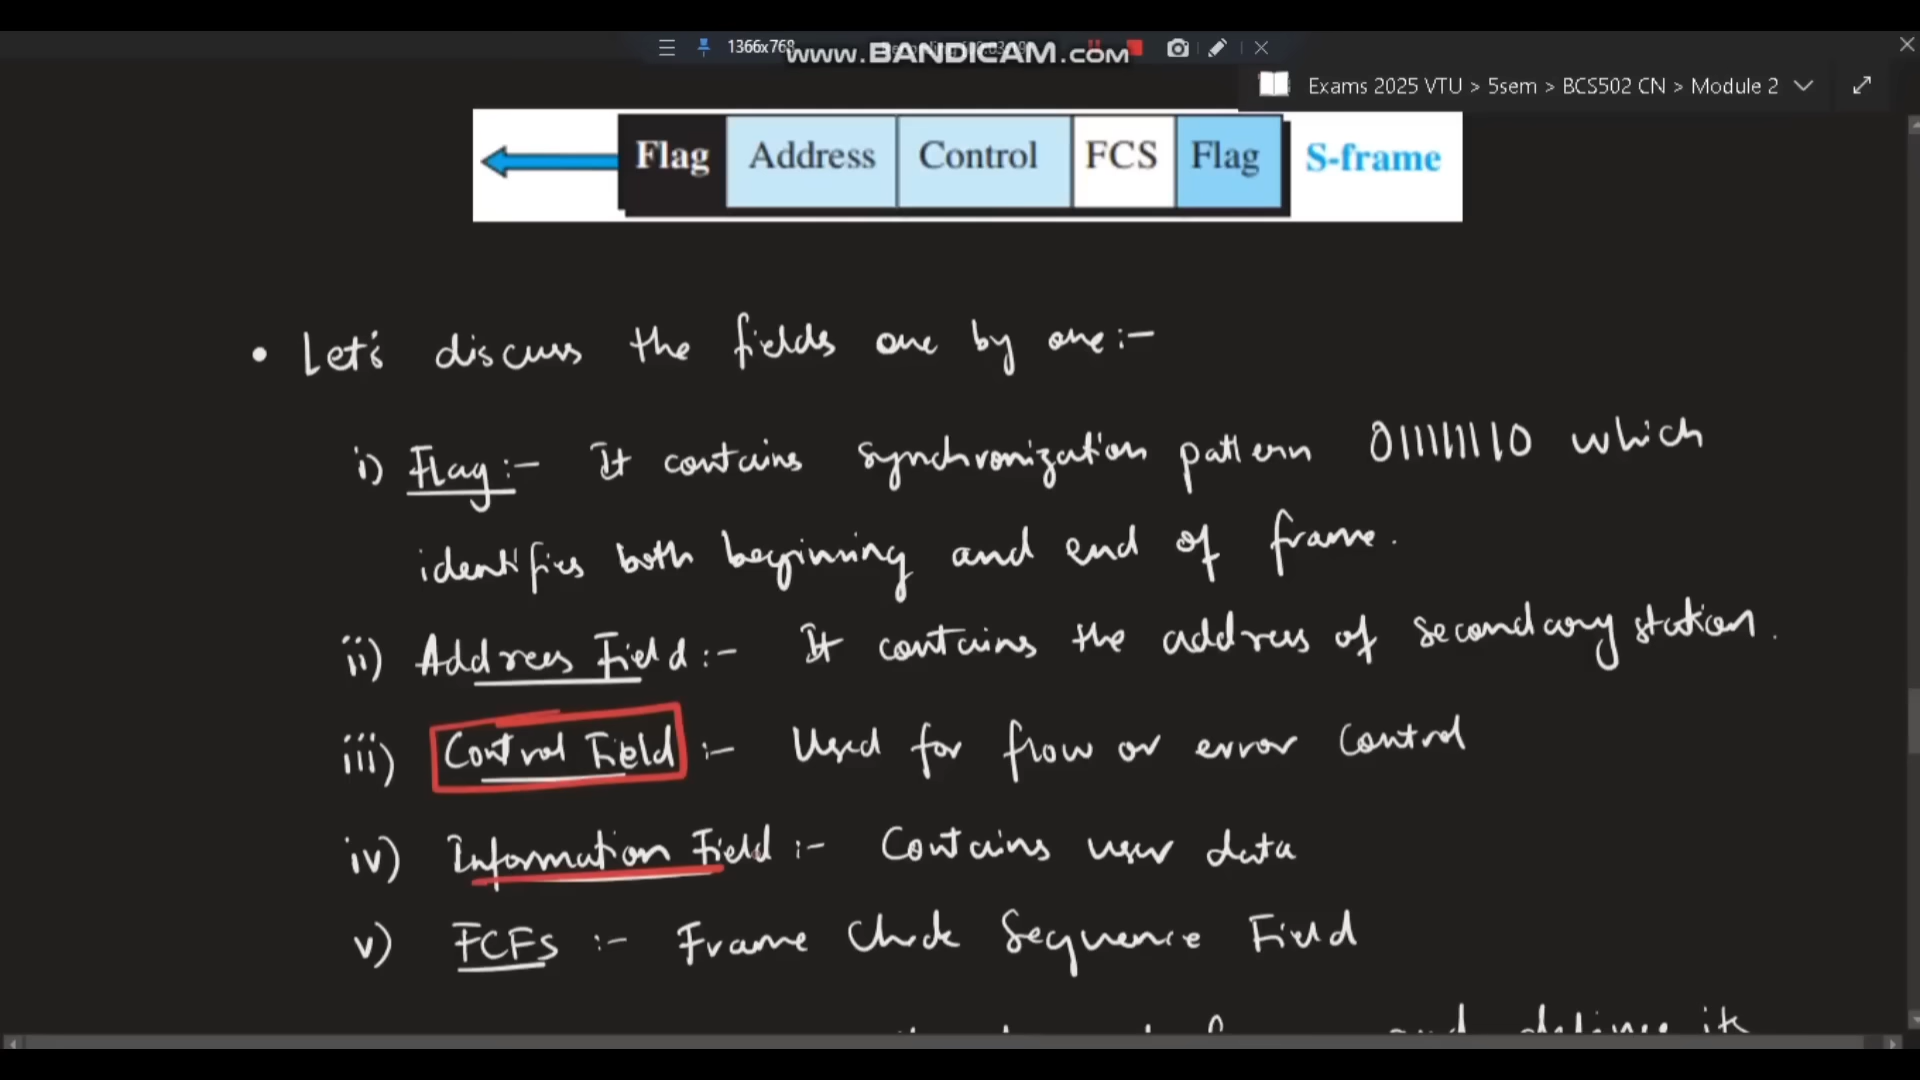 1366x768
www.BANDICAM.com
Exams 2025 VTU > 5sem > BCS502 CN > Module 2
Flag Address Control FCS Flag S-frame
• Let's discuss the fields one by one:-
i) Flag:- It contains synchronization pattern 01111110 which
identifies both beginning and end of frame.
ii) Address Field:- It contains the address of secondary station.
iii) Control Field :- Used for flow or error control
iv) Information Field :- Contains user data
v) FCFs :- Frame Check Sequence Field
and defines its